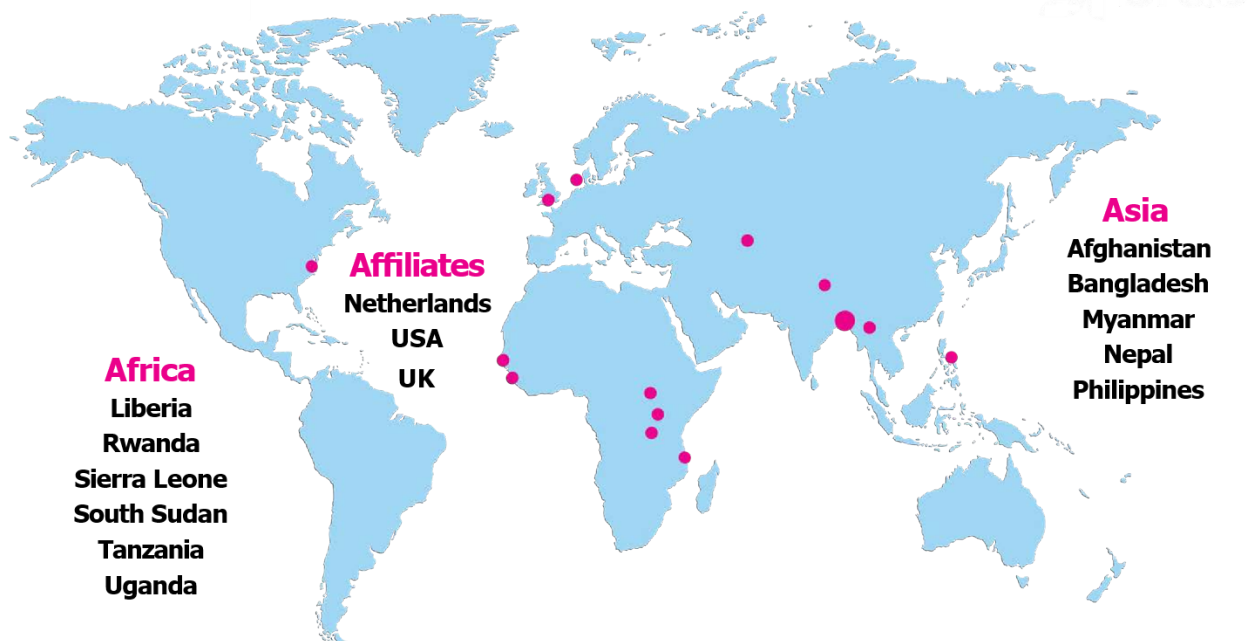 Africa
Liberia
Rwanda
Sierra Leone
South Sudan
Tanzania
Uganda
Affiliates
Netherlands
USA
UK
Asia
Afghanistan
Bangladesh
Myanmar
Nepal
Philippines